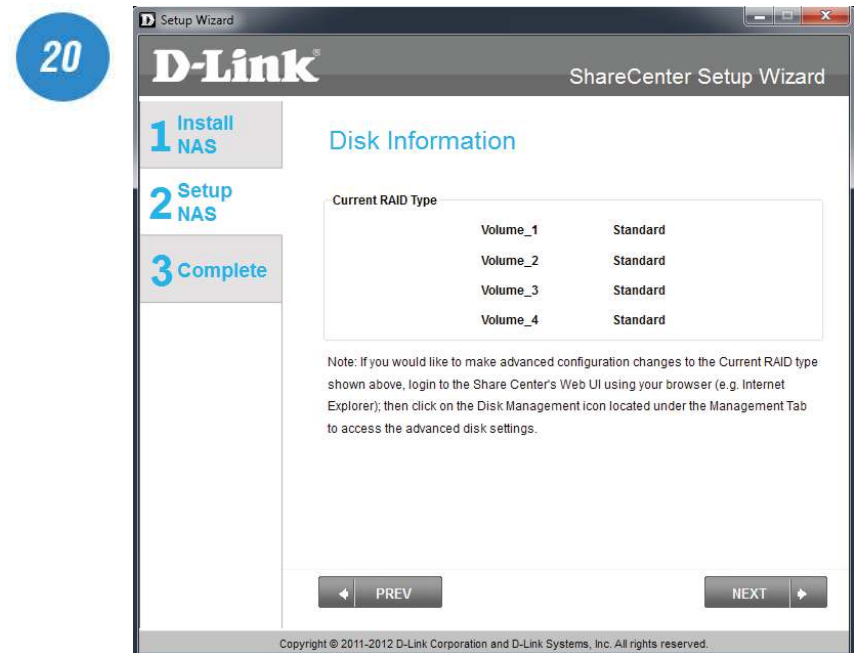 20
Setup Wizard
D-Link®
ShareCenter Setup Wizard
1 Install NAS
2 Setup NAS
3 Complete
Disk Information
Current RAID Type
Volume_1 Standard
Volume_2 Standard
Volume_3 Standard
Volume_4 Standard
Note: If you would like to make advanced configuration changes to the Current RAID type
shown above, login to the Share Center's Web UI using your browser (e.g. Internet
Explorer); then click on the Disk Management icon located under the Management Tab
to access the advanced disk settings.
PREV
NEXT
Copyright © 2011-2012 D-Link Corporation and D-Link Systems, Inc. All rights reserved.